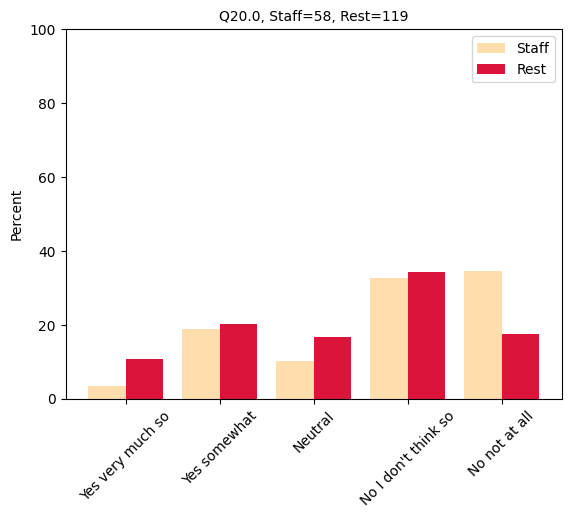 Q20.0, Staff=58, Rest=119
Staff
Rest
Percent
100
80
60
40
20
0
Yes very much so
Yes somewhat
Neutral
No I don't think so
No not at all